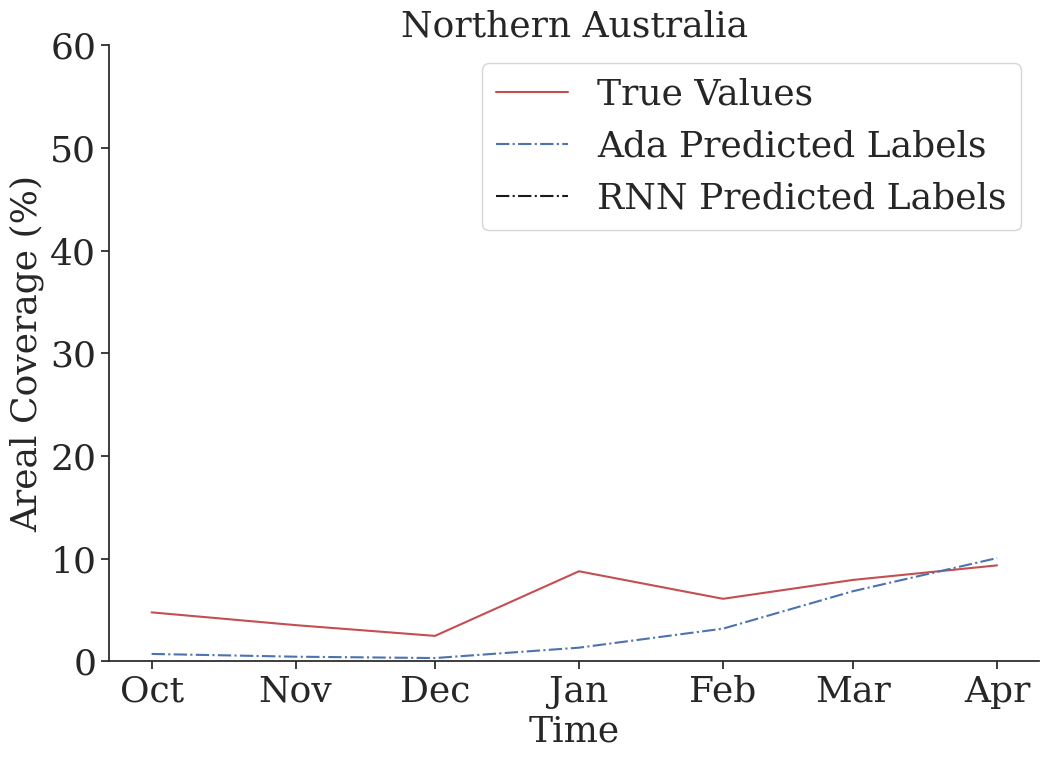 Northern Australia
True Values
Ada Predicted Labels
RNN Predicted Labels
Areal Coverage (%)
60
50
40
30
20
10
0
Oct Nov Dec Jan Feb Mar Apr
Time